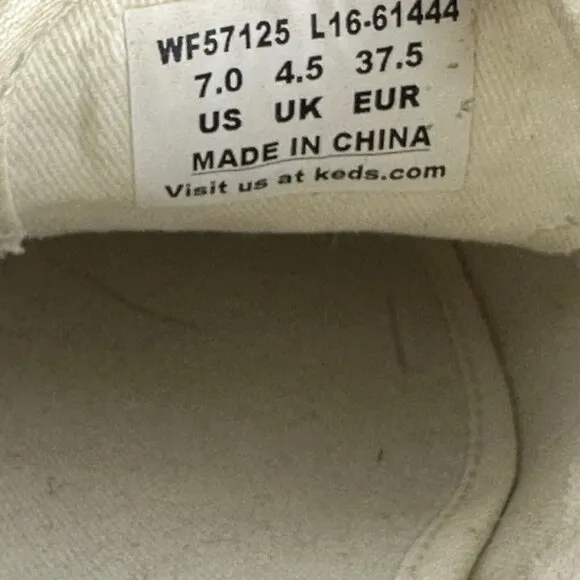 WF57125 L16-61444
7.0 4.5 37.5
US UK EUR
MADE IN CHINA
Visit us at keds.com